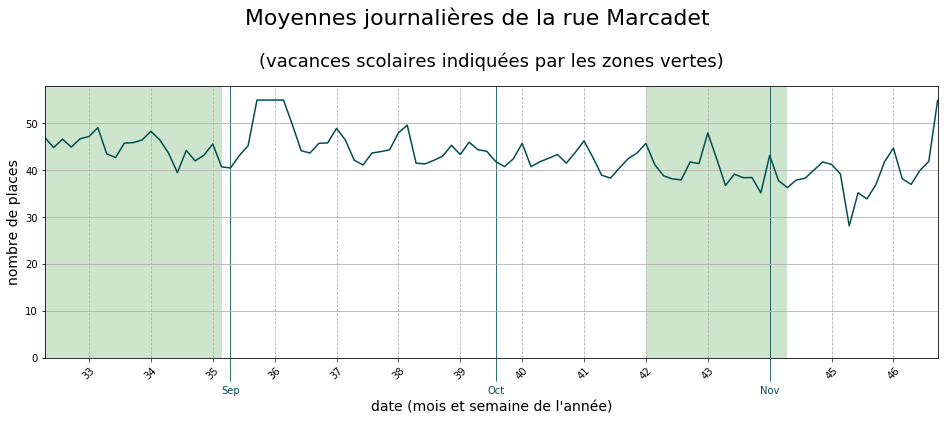 Moyennes journalières de la rue Marcadet
(vacances scolaires indiquées par les zones vertes)
nombre de places
50
40
30
20
10
0
33 34 35 36 37 38 39 40 41 42 43 45 46
Sep Oct Nov
date (mois et semaine de l'année)